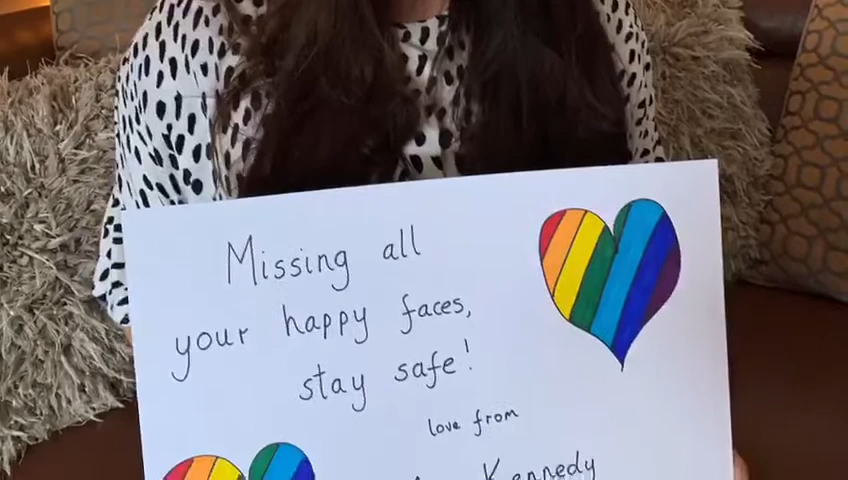 Missing all
your happy faces,
stay safe!
love from
Kennedy